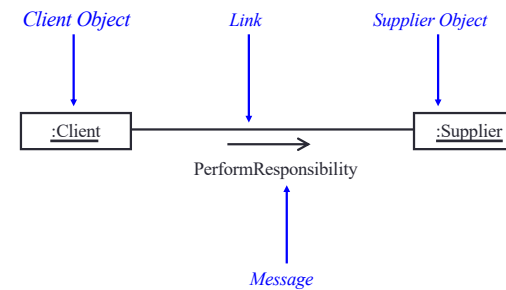 Client Object
Link
Supplier Object
:Client
:Supplier
PerformResponsibility
Message